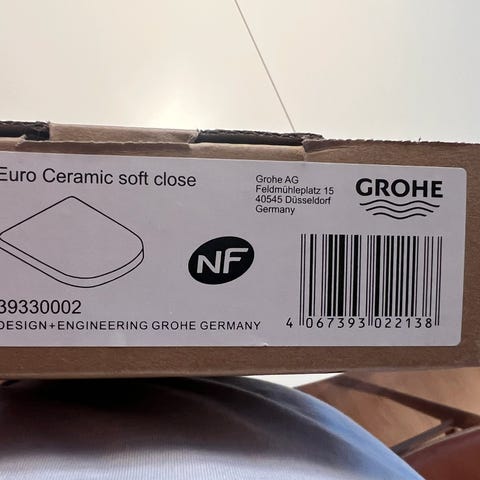 Euro Ceramic soft close
Grohe AG
Feldmühleplatz 15
40545 Düsseldorf
Germany
GROHE
NF
39330002
DESIGN+ENGINEERING GROHE GERMANY
4 067393 022138